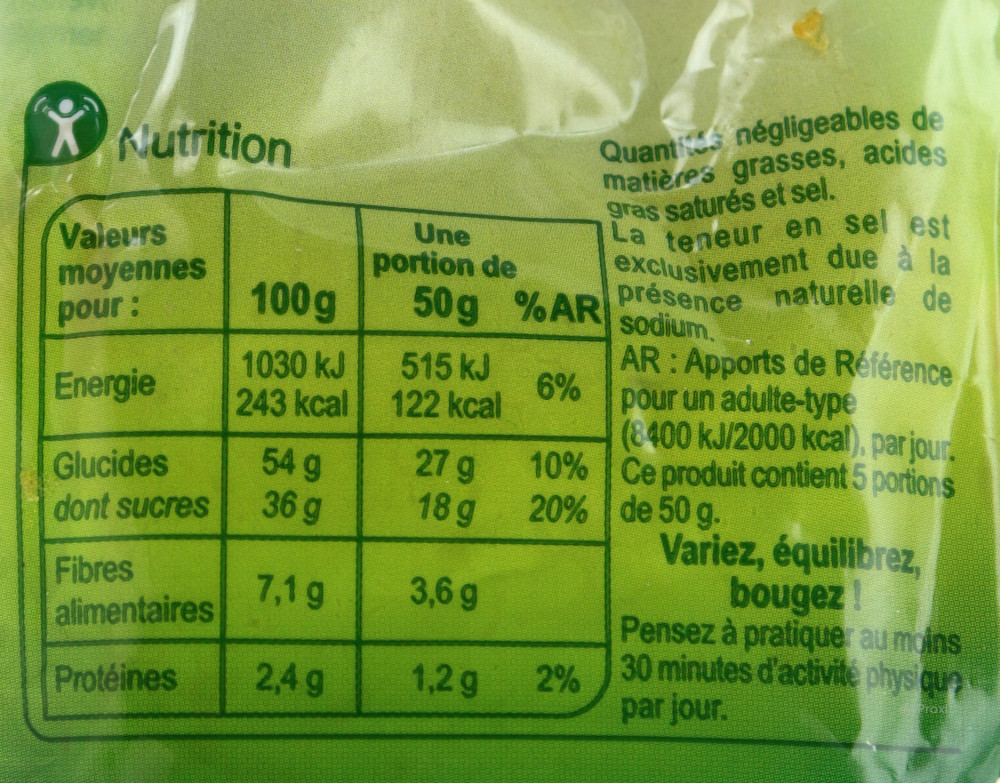 Nutrition
Valeurs
moyennes
pour :
100g
Une
portion de
50g %AR
Energie
1030 kJ
243 kcal
515 kJ
122 kcal
6%
Glucides 54 g 27 g 10%
dont sucres 36 g 18 g 20%
Fibres
alimentaires
7,1 g 3,6 g
Protéines 2,4 g 1,2 g 2%
Quantités négligeables de
matières grasses, acides
gras saturés et sel.
La teneur en sel est
exclusivement due à la
présence naturelle de
sodium.
AR : Apports de Référence
pour un adulte-type
(8400 kJ/2000 kcal), par jour.
Ce produit contient 5 portions
de 50 g.
Variez, équilibrez,
bougez !
Pensez à pratiquer au moins
30 minutes d'activité physique
par jour.